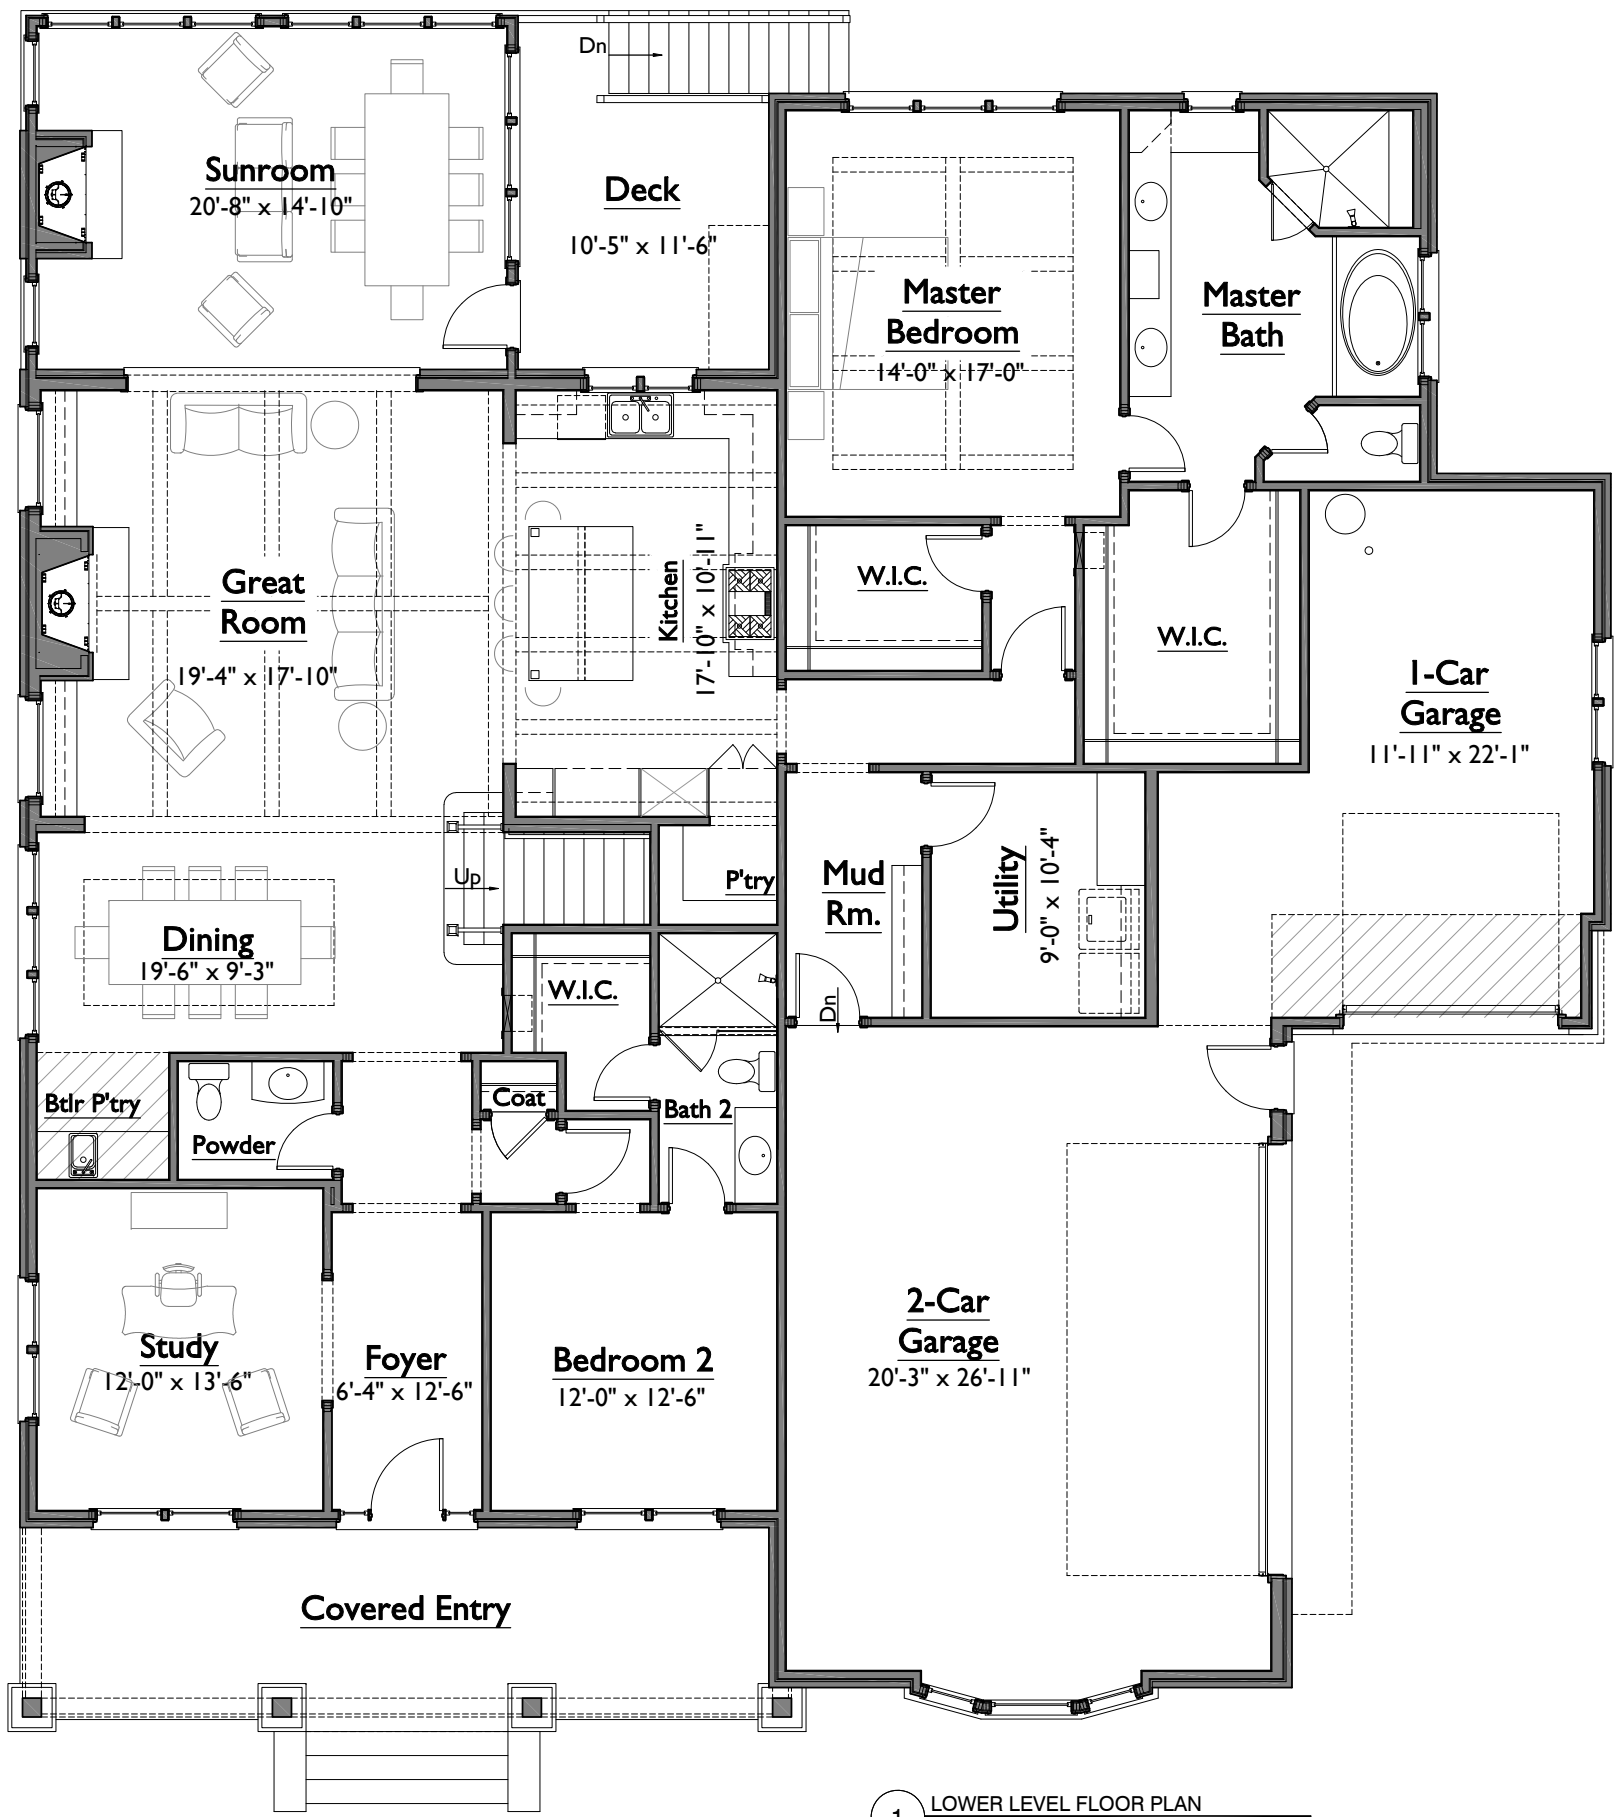 Dn
Sunroom
20'-8" x 14'-10"
Deck
10'-5" x 11'-6"
Master
Bedroom
14'-0" x 17'-0"
Master
Bath
Great
Room
19'-4" x 17'-10"
Kitchen
17'-10" x 10'-11"
W.I.C.
W.I.C.
1-Car
Garage
11'-11" x 22'-1"
Up
P'try
Mud
Rm.
Utility
9'-0" x 10'-4"
Dining
19'-6" x 9'-3"
W.I.C.
Dn
Btlr P'try
Powder
Coat
Bath 2
Study
12'-0" x 13'-6"
Foyer
6'-4" x 12'-6"
Bedroom 2
12'-0" x 12'-6"
2-Car
Garage
20'-3" x 26'-11"
Covered Entry
1
LOWER LEVEL FLOOR PLAN